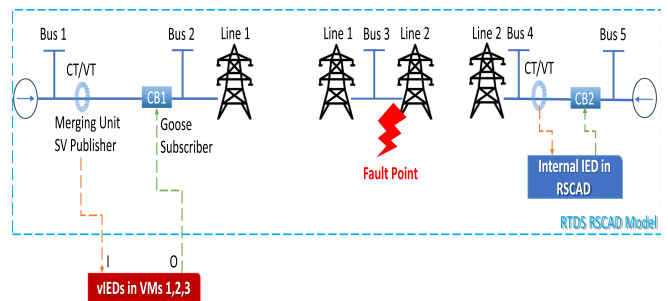 Bus 1
Bus 2
Line 1
Line 1
Bus 3
Line 2
Line 2
Bus 4
Bus 5
CT/VT
CB1
CT/VT
CB2
Merging Unit
SV Publisher
Goose
Subscriber
Fault Point
Internal IED in
RSCAD
RTDS RSCAD Model
I
O
vIEDs in VMs 1,2,3